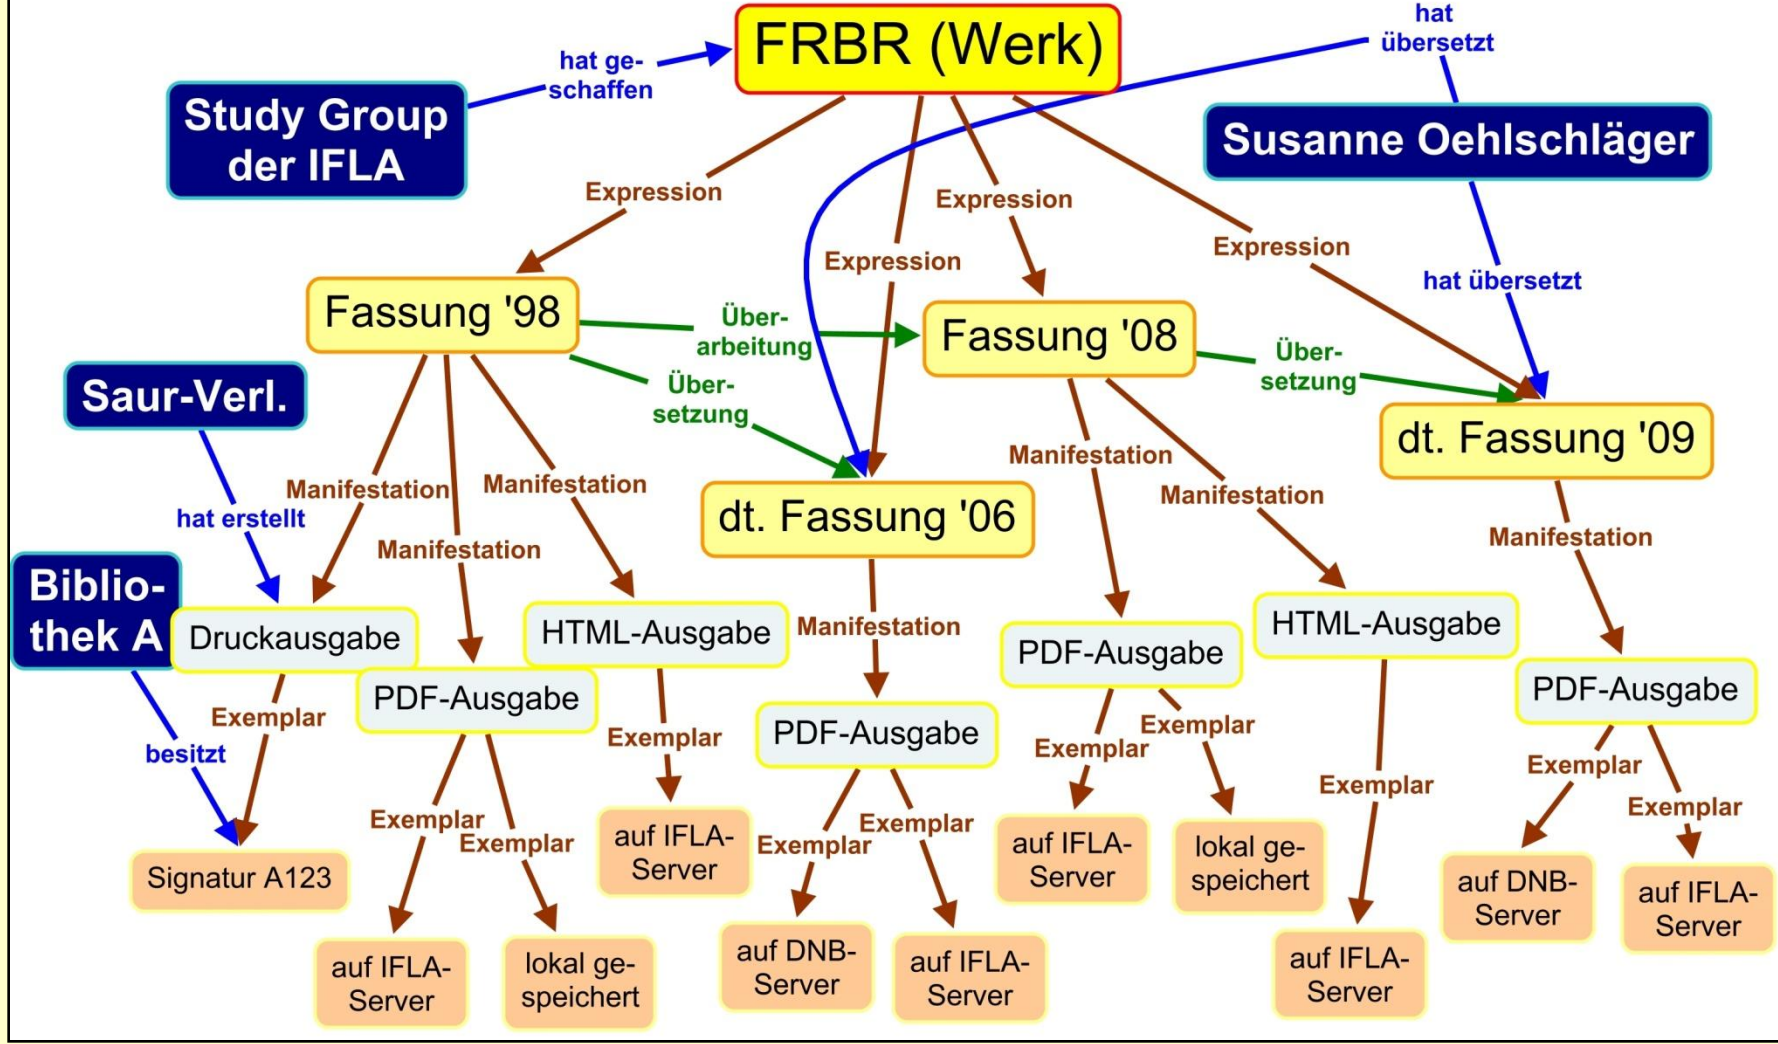 FRBR (Werk)
hat
übersetzt
hat ge-
schaffen
Study Group
der IFLA
Susanne Oehlschläger
Expression
Expression
Expression
Expression
hat übersetzt
Fassung '98
Über-
arbeitung
Fassung '08
Über-
setzung
Über-
setzung
Saur-Verl.
dt. Fassung '09
Manifestation
Manifestation
Manifestation
Manifestation
hat erstellt
dt. Fassung '06
Manifestation
Manifestation
Biblio-
thek A
Druckausgabe
HTML-Ausgabe
Manifestation
PDF-Ausgabe
HTML-Ausgabe
PDF-Ausgabe
PDF-Ausgabe
PDF-Ausgabe
Exemplar
besitzt
Exemplar
Exemplar
Exemplar
Exemplar
Exemplar
Exemplar
Exemplar
Exemplar
Exemplar
Exemplar
Exemplar
Signatur A123
auf IFLA-
Server
auf IFLA-
Server
lokal ge-
speichert
auf DNB-
Server
auf IFLA-
Server
auf IFLA-
Server
lokal ge-
speichert
auf DNB-
Server
auf IFLA-
Server
auf IFLA-
Server